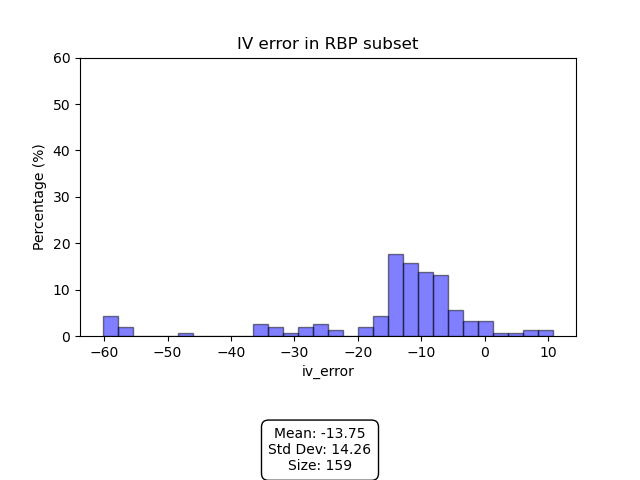 IV error in RBP subset
60
50
40
30
20
10
0
Percentage (%)
−60 −50 −40 −30 −20 −10 0 10
iv_error
Mean: -13.75
Std Dev: 14.26
Size: 159